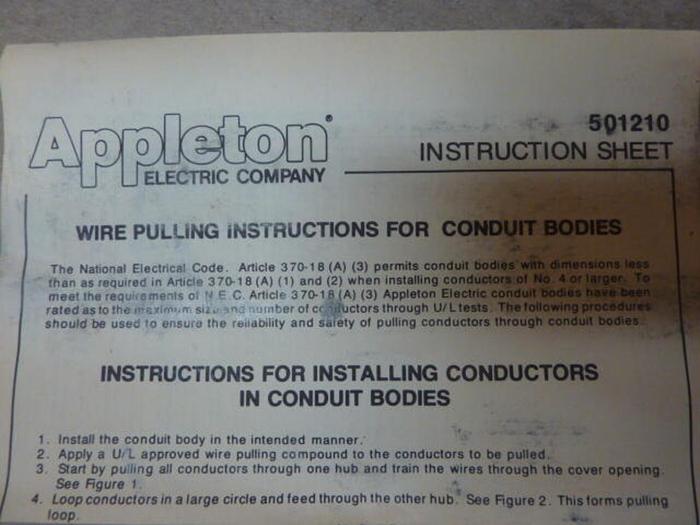 Appleton®
ELECTRIC COMPANY
501210
INSTRUCTION SHEET
WIRE PULLING INSTRUCTIONS FOR CONDUIT BODIES
The National Electrical Code. Article 370-18 (A) (3) permits conduit bodies with dimensions less
than as required in Article 370-18 (A) (1) and (2) when installing conductors of No. 4 or larger. To
meet the requirements of N.E.C. Article 370-18 (A) (3) Appleton Electric conduit bodies have been
rated as to the maximum size and number of conductors through U/L tests. The following procedures
should be used to ensure the reliability and safety of pulling conductors through conduit bodies.
INSTRUCTIONS FOR INSTALLING CONDUCTORS
IN CONDUIT BODIES
1. Install the conduit body in the intended manner.
2. Apply a U/L approved wire pulling compound to the conductors to be pulled.
3. Start by pulling all conductors through one hub and train the wires through the cover opening.
See Figure 1.
4. Loop conductors in a large circle and feed through the other hub. See Figure 2. This forms pulling
loop.